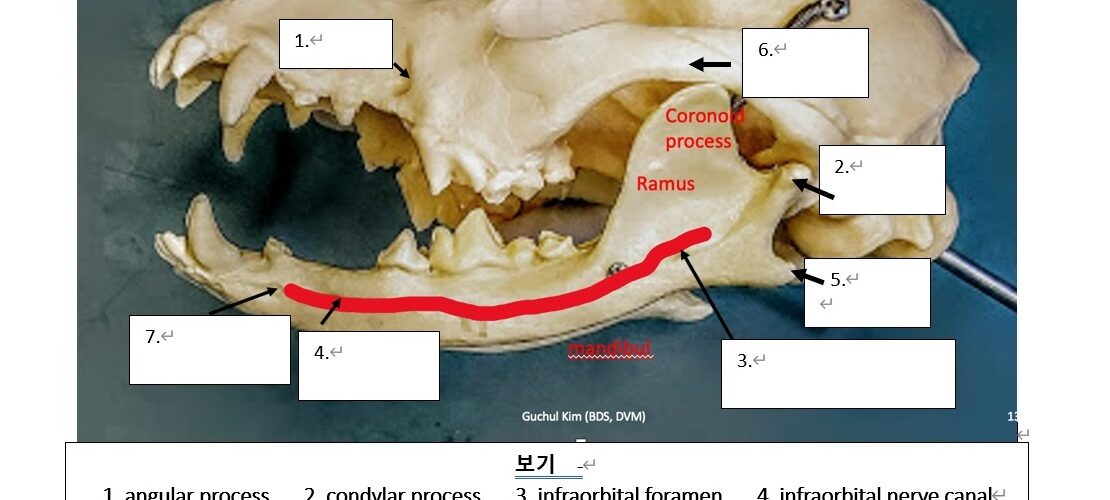 1.
6.
Coronoid
process
2.
Ramus
5.
7.
4.
mandibul
3.
Guchul Kim (BDS, DVM)
13
보기 -
1. angular process 2. condylar process 3. infraorbital foramen 4. infraorbital nerve canal